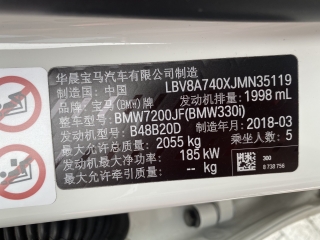 华晨宝马汽车有限公司制造
制造国: 中国 LBV8A740XJMN35119
品牌: 宝马(BMW)牌 发动机排量: 1998 mL
整车型号: BMW7200JF(BMW330i)
发动机型号: B48B20D 制造年月: 2018-03
最大允许总质量: 2055 kg 乘坐人数: 5
发动机最大净功率: 185 kW
最大允许牵引质量: -- kg
300
8 738 756